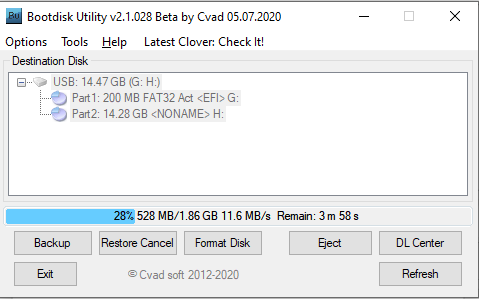 BU Bootdisk Utility v2.1.028 Beta by Cvad 05.07.2020
Options Tools Help Latest Clover: Check It!
Destination Disk
USB: 14.47 GB (G: H:)
Part1: 200 MB FAT32 Act <EFI> G:
Part2: 14.28 GB <NONAME> H:
28% 528 MB/1.86 GB 11.6 MB/s Remain: 3 m 58 s
Backup Restore Cancel Format Disk Eject DL Center
Exit © Cvad soft 2012-2020 Refresh